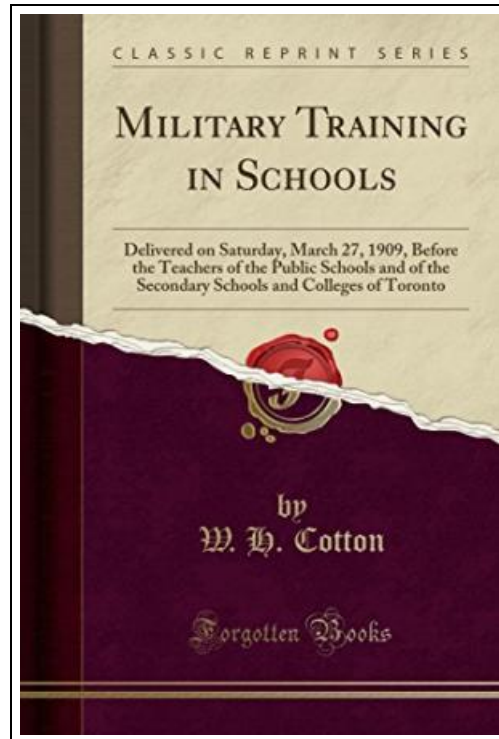 CLASSIC REPRINT SERIES
MILITARY TRAINING
IN SCHOOLS
Delivered on Saturday, March 27, 1909, Before
the Teachers of the Public Schools and of the
Secondary Schools and Colleges of Toronto
by
W. H. Cotton
Forgotten Books